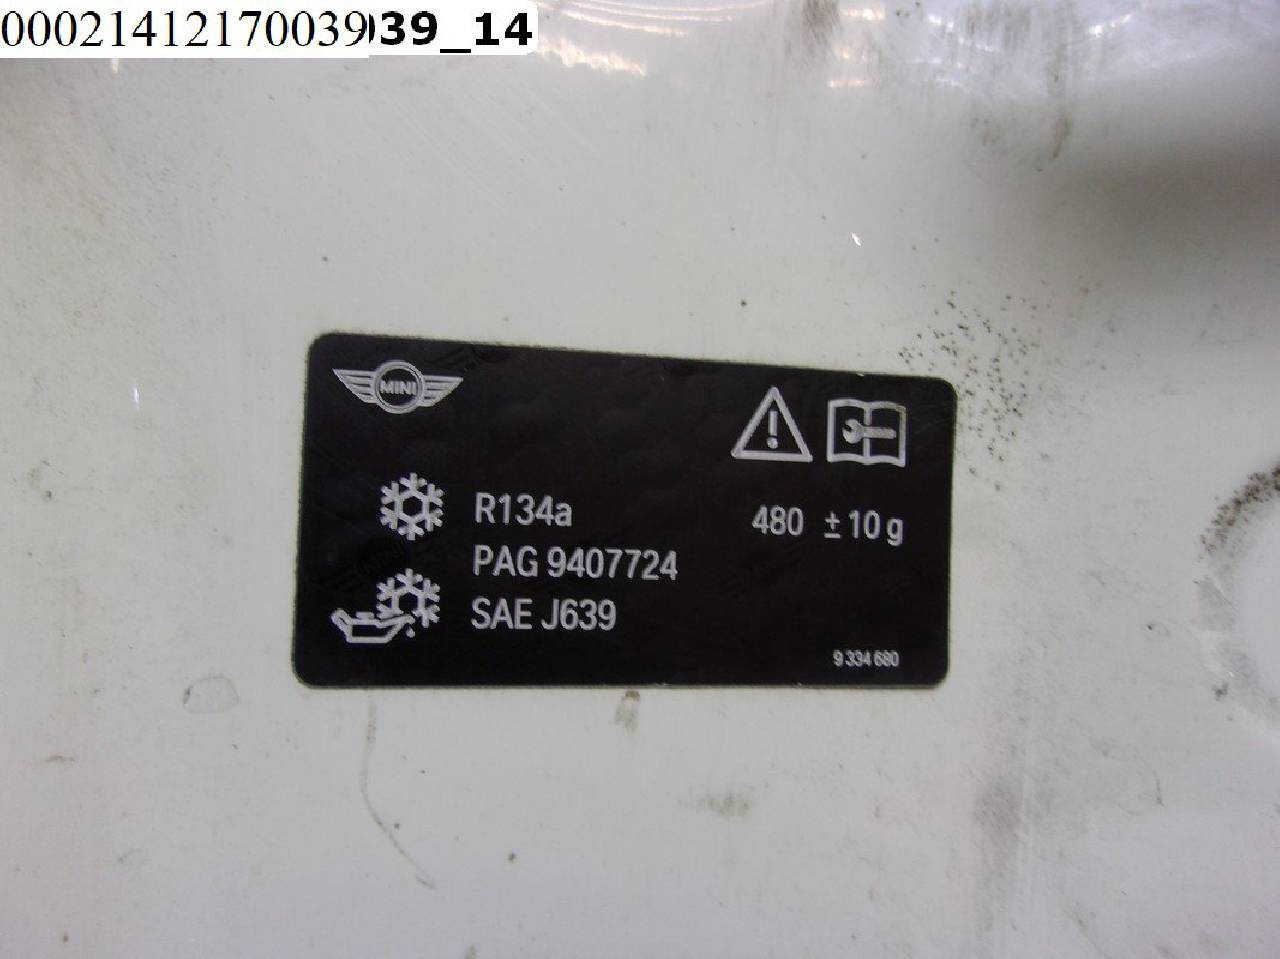 00021412170039039_14
MINI
R134a 480 ± 10 g
PAG 9407724
SAE J639
9 334 680